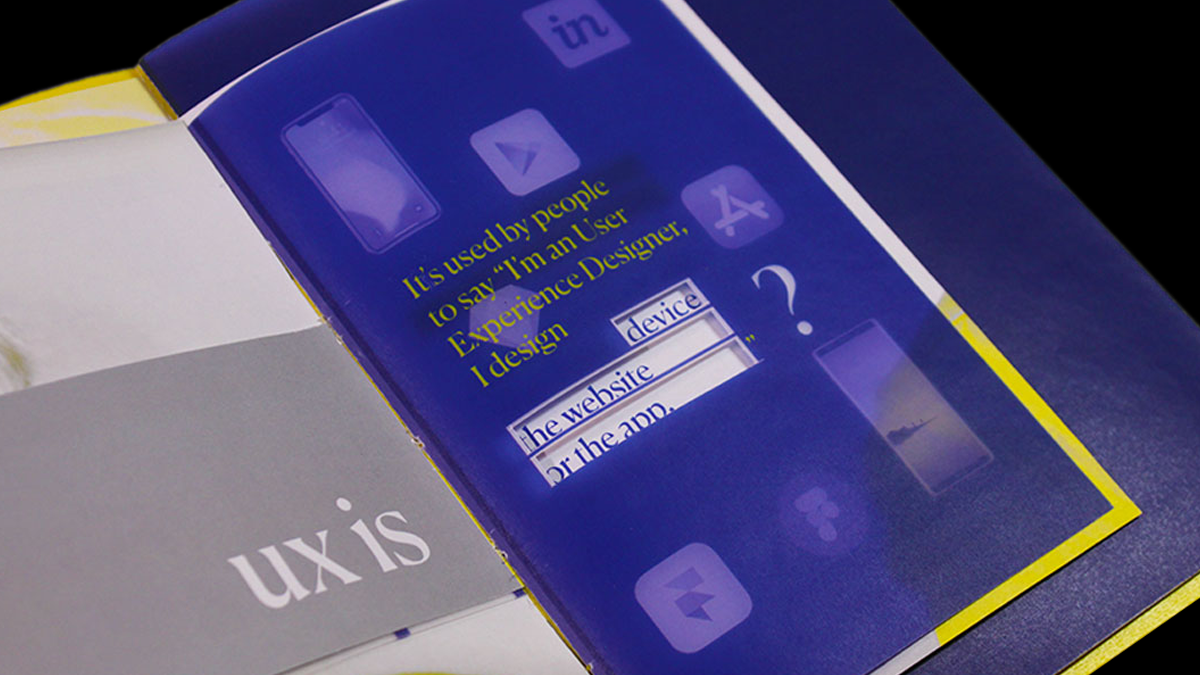 in
It's used by people
to say “I'm an User
Experience Designer,
I design
device
he website
”
or the app.
?
ux is